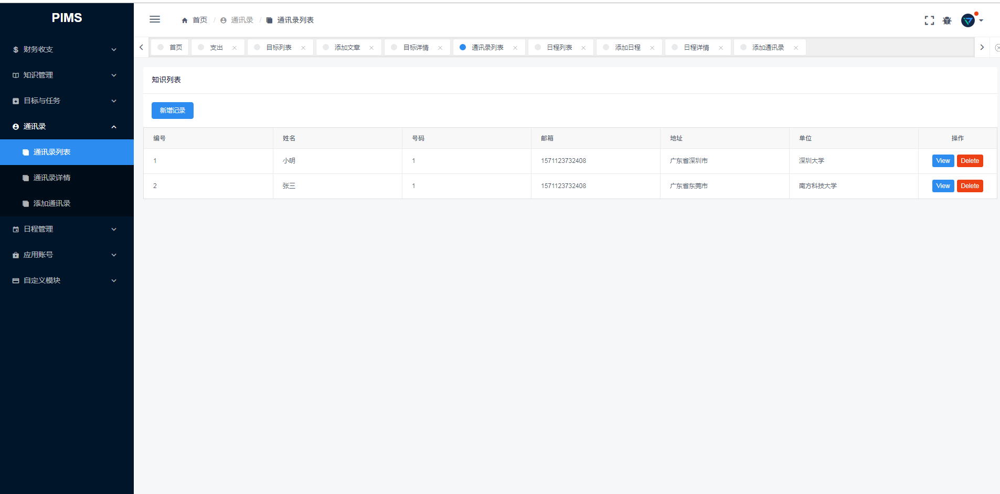 PIMS
财务收支
知识管理
目标与任务
通讯录
通讯录列表
通讯录详情
添加通讯录
日程管理
应用账号
自定义模块
首页 / 通讯录 / 通讯录列表
首页 支出 目标列表 添加文章 目标详情 通讯录列表 日程列表 添加日程 日程详情 添加通讯录
知识列表
新增记录
编号 姓名 号码 邮箱 地址 单位 操作
1 小明 1 1571123732408 广东省深圳市 深圳大学 View Delete
2 张三 1 1571123732408 广东省东莞市 南方科技大学 View Delete